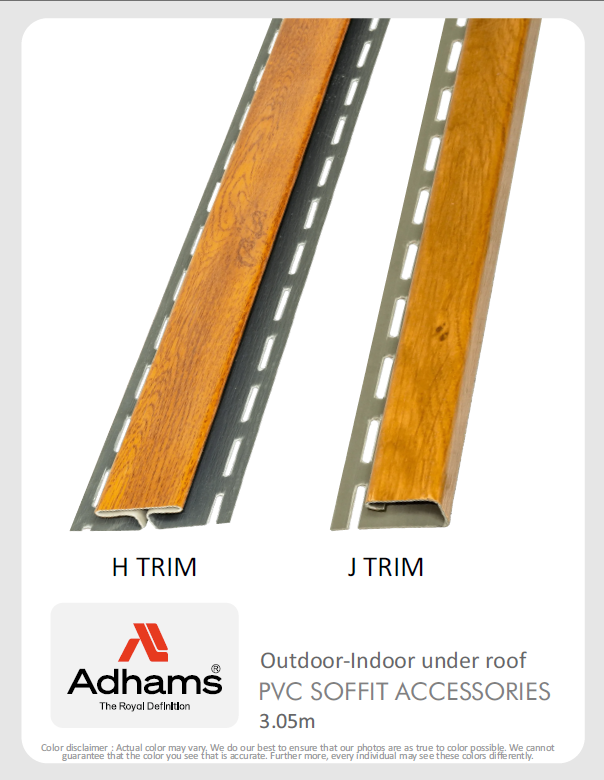 H TRIM
J TRIM
Adhams®
The Royal Definition
Outdoor-Indoor under roof
PVC SOFFIT ACCESSORIES
3.05m
Color disclaimer : Actual color may vary. We do our best to ensure that our photos are as true to color possible. We cannot
guarantee that the color you see that is accurate. Further more, every individual may see these colors differently.